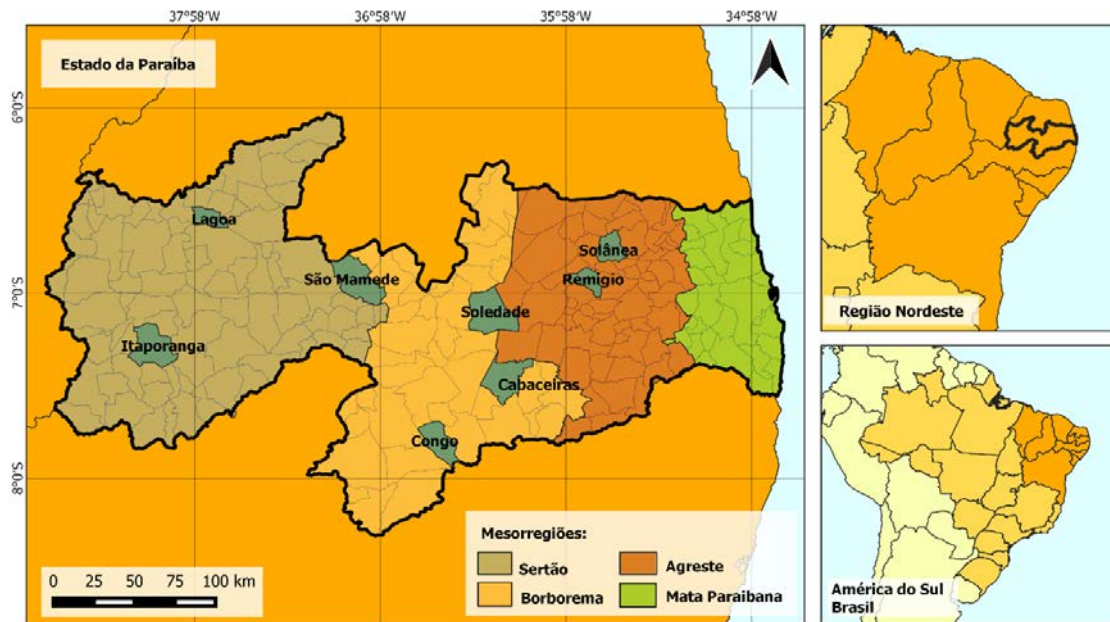 37°58'W
36°58'W
35°58'W
34°58'W
Estado da Paraíba
6°0'S
7°0'S
8°0'S
Lagoa
São Mamede
Itaporanga
Soledade
Solânea
Remigio
Cabaceiras
Congo
Mesorregiões:
Sertão
Agreste
Borborema
Mata Paraibana
0 25 50 75 100 km
Região Nordeste
América do Sul
Brasil